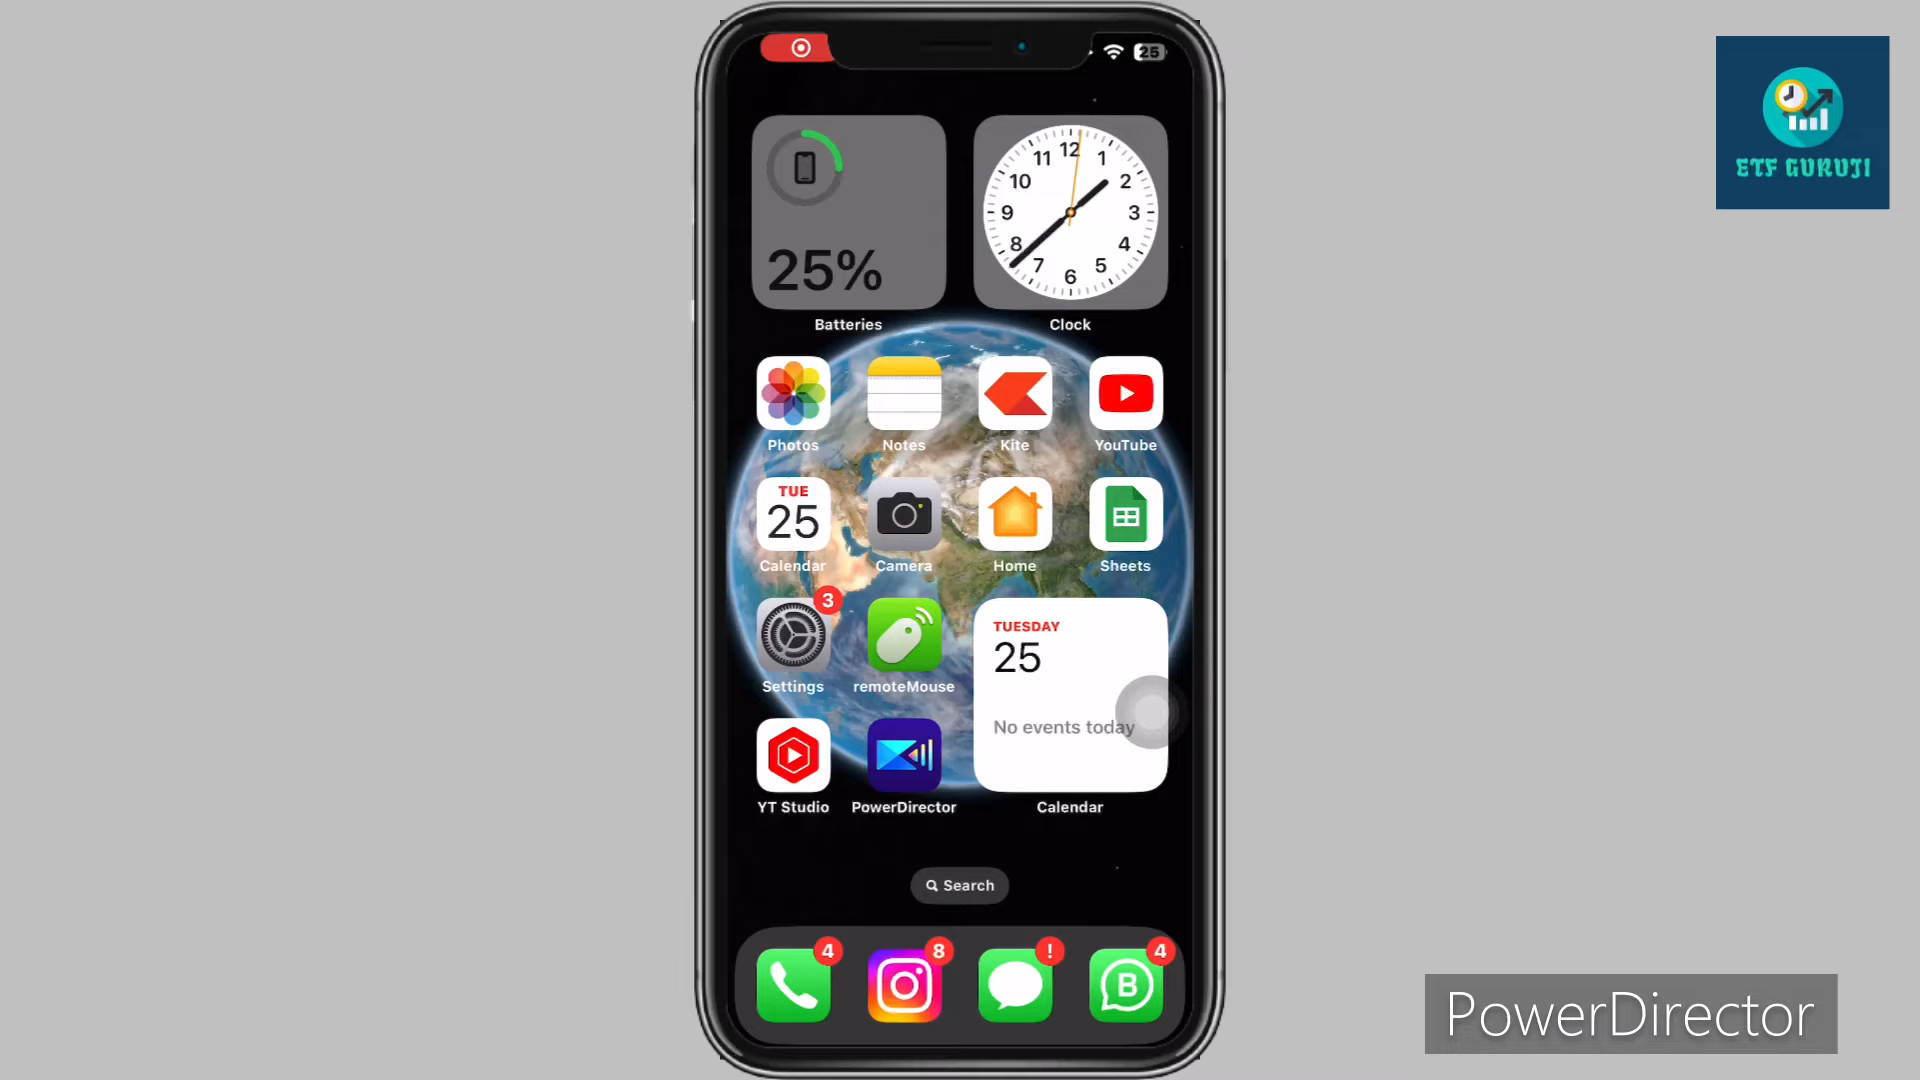 25
ETF GURUJI
25%
12
11 1
10 2
9 3
8 4
7 5
6
Batteries Clock
Photos Notes Kite YouTube
TUE
25
Calendar Camera Home Sheets
3
Settings remoteMouse
TUESDAY
25
No events today
YT Studio PowerDirector Calendar
Search
4 8 ! 4
B
PowerDirector